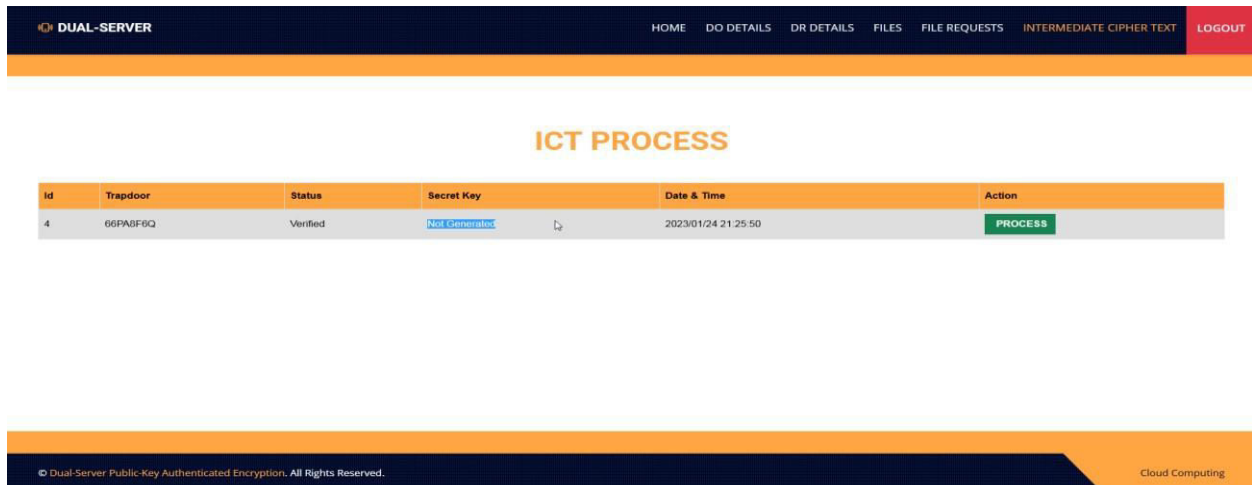 DUAL-SERVER HOME DO DETAILS DR DETAILS FILES FILE REQUESTS INTERMEDIATE CIPHER TEXT LOGOUT
ICT PROCESS
Id Trapdoor Status Secret Key Date & Time Action
4 66PA8F6Q Verified Not Generated 2023/01/24 21:25:50 PROCESS
© Dual-Server Public-Key Authenticated Encryption. All Rights Reserved. Cloud Computing